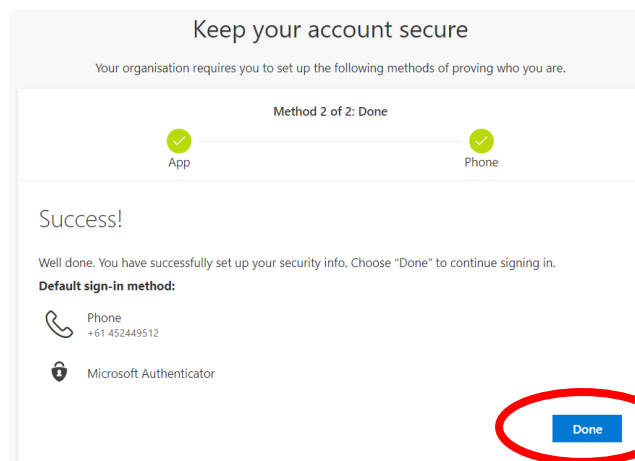 Keep your account secure
Your organisation requires you to set up the following methods of proving who you are.
Method 2 of 2: Done
App
Phone
Success!
Well done. You have successfully set up your security info. Choose “Done” to continue signing in.
Default sign-in method:
Phone
+61 452449512
Microsoft Authenticator
Done